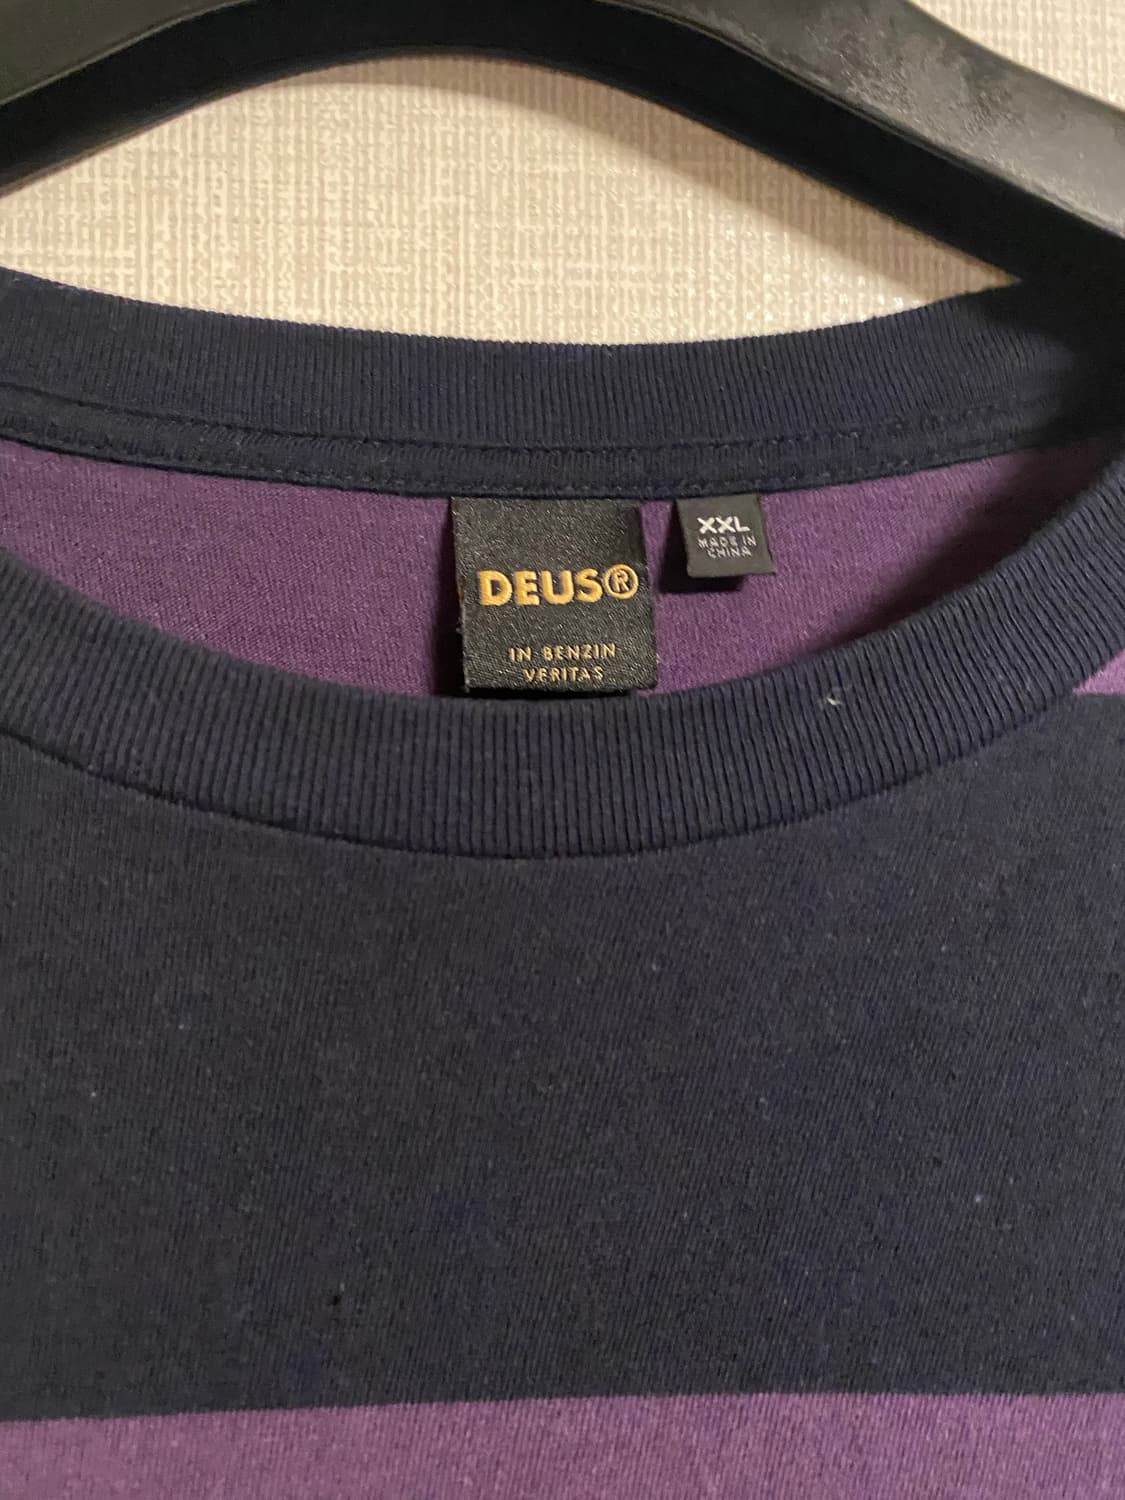 DEUS®
IN BENZIN
VERITAS
XXL
MADE IN
CHINA